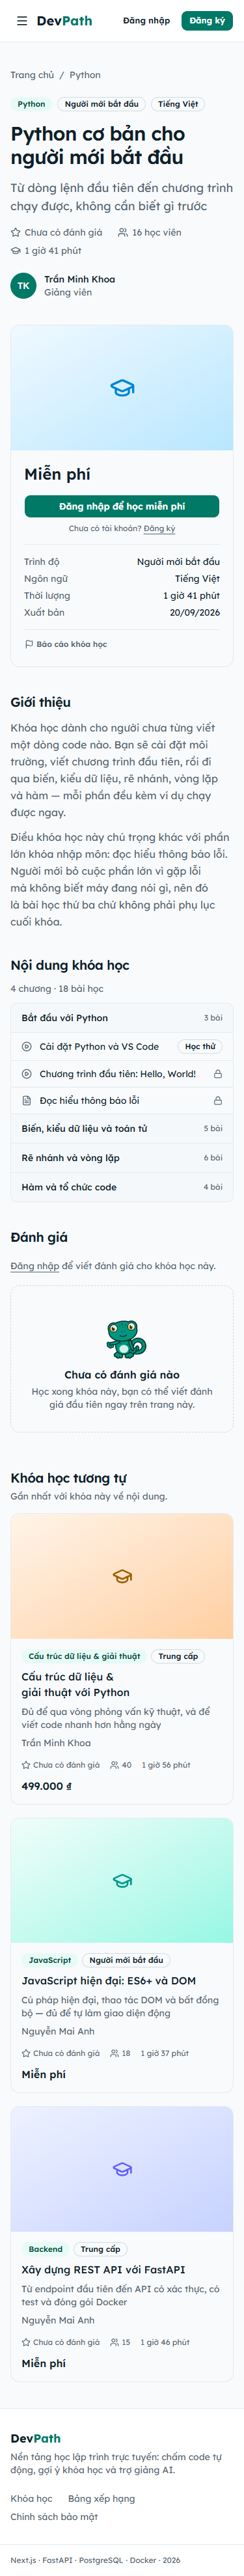 DevPath
Đăng nhập
Đăng ký
Trang chủ / Python
Python
Người mới bắt đầu
Tiếng Việt
Python cơ bản cho
người mới bắt đầu
Từ dòng lệnh đầu tiên đến chương trình
chạy được, không cần biết gì trước
Chưa có đánh giá
16 học viên
1 giờ 41 phút
TK
Trần Minh Khoa
Giảng viên
Miễn phí
Đăng nhập để học miễn phí
Chưa có tài khoản? Đăng ký
Trình độ
Người mới bắt đầu
Ngôn ngữ
Tiếng Việt
Thời lượng
1 giờ 41 phút
Xuất bản
20/09/2026
Báo cáo khóa học
Giới thiệu
Khóa học dành cho người chưa từng viết
một dòng code nào. Bạn sẽ cài đặt môi
trường, viết chương trình đầu tiên, rồi đi
qua biến, kiểu dữ liệu, rẽ nhánh, vòng lặp
và hàm — mỗi phần đều kèm ví dụ chạy
được ngay.
Điều khóa học này chú trọng khác với phần
lớn khóa nhập môn: đọc hiểu thông báo lỗi.
Người mới bỏ cuộc phần lớn vì gặp lỗi
mà không biết máy đang nói gì, nên đó
là bài học thứ ba chứ không phải phụ lục
cuối khóa.
Nội dung khóa học
4 chương · 18 bài học
Bắt đầu với Python
3 bài
Cài đặt Python và VS Code
Học thử
Chương trình đầu tiên: Hello, World!
Đọc hiểu thông báo lỗi
Biến, kiểu dữ liệu và toán tử
5 bài
Rẽ nhánh và vòng lặp
6 bài
Hàm và tổ chức code
4 bài
Đánh giá
Đăng nhập để viết đánh giá cho khóa học này.
Chưa có đánh giá nào
Học xong khóa này, bạn có thể viết đánh
giá đầu tiên ngay trên trang này.
Khóa học tương tự
Gần nhất với khóa này về nội dung.
Cấu trúc dữ liệu & giải thuật
Trung cấp
Cấu trúc dữ liệu &
giải thuật với Python
Đủ để qua vòng phỏng vấn kỹ thuật, và để
viết code nhanh hơn hằng ngày
Trần Minh Khoa
Chưa có đánh giá
40
1 giờ 56 phút
499.000 ₫
JavaScript
Người mới bắt đầu
JavaScript hiện đại: ES6+ và DOM
Cú pháp hiện đại, thao tác DOM và bất đồng
bộ — đủ để tự làm giao diện động
Nguyễn Mai Anh
Chưa có đánh giá
18
1 giờ 37 phút
Miễn phí
Backend
Trung cấp
Xây dựng REST API với FastAPI
Từ endpoint đầu tiên đến API có xác thực, có
test và đóng gói Docker
Nguyễn Mai Anh
Chưa có đánh giá
15
1 giờ 46 phút
Miễn phí
DevPath
Nền tảng học lập trình trực tuyến: chấm code tự
động, gợi ý khóa học và trợ giảng AI.
Khóa học
Bảng xếp hạng
Chính sách bảo mật
Next.js · FastAPI · PostgreSQL · Docker · 2026